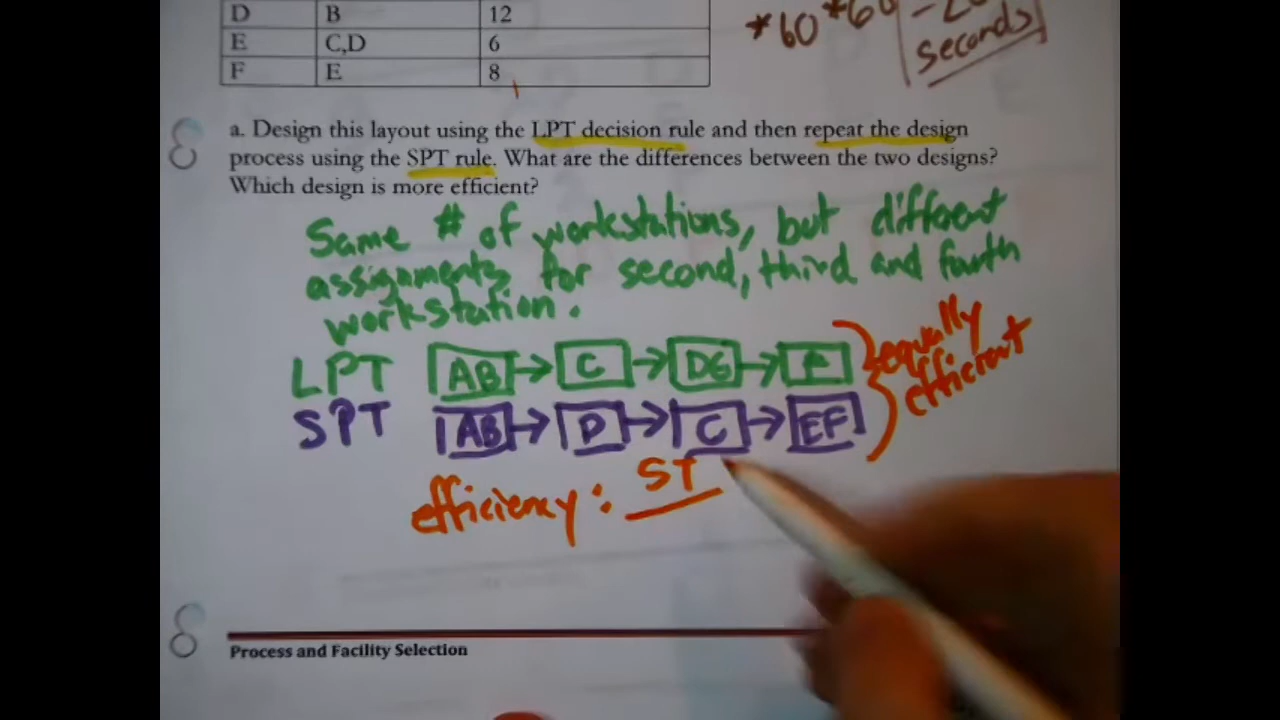 D B 12
E C,D 6
F E 8
*60 *60
seconds
a. Design this layout using the LPT decision rule and then repeat the design
process using the SPT rule. What are the differences between the two designs?
Which design is more efficient?
Same # of workstations, but different
assignments for second, third and fourth
workstation.
LPT AB → C → DE → F
SPT AB → D → C → EF
equally
efficient
efficiency: ST
Process and Facility Selection